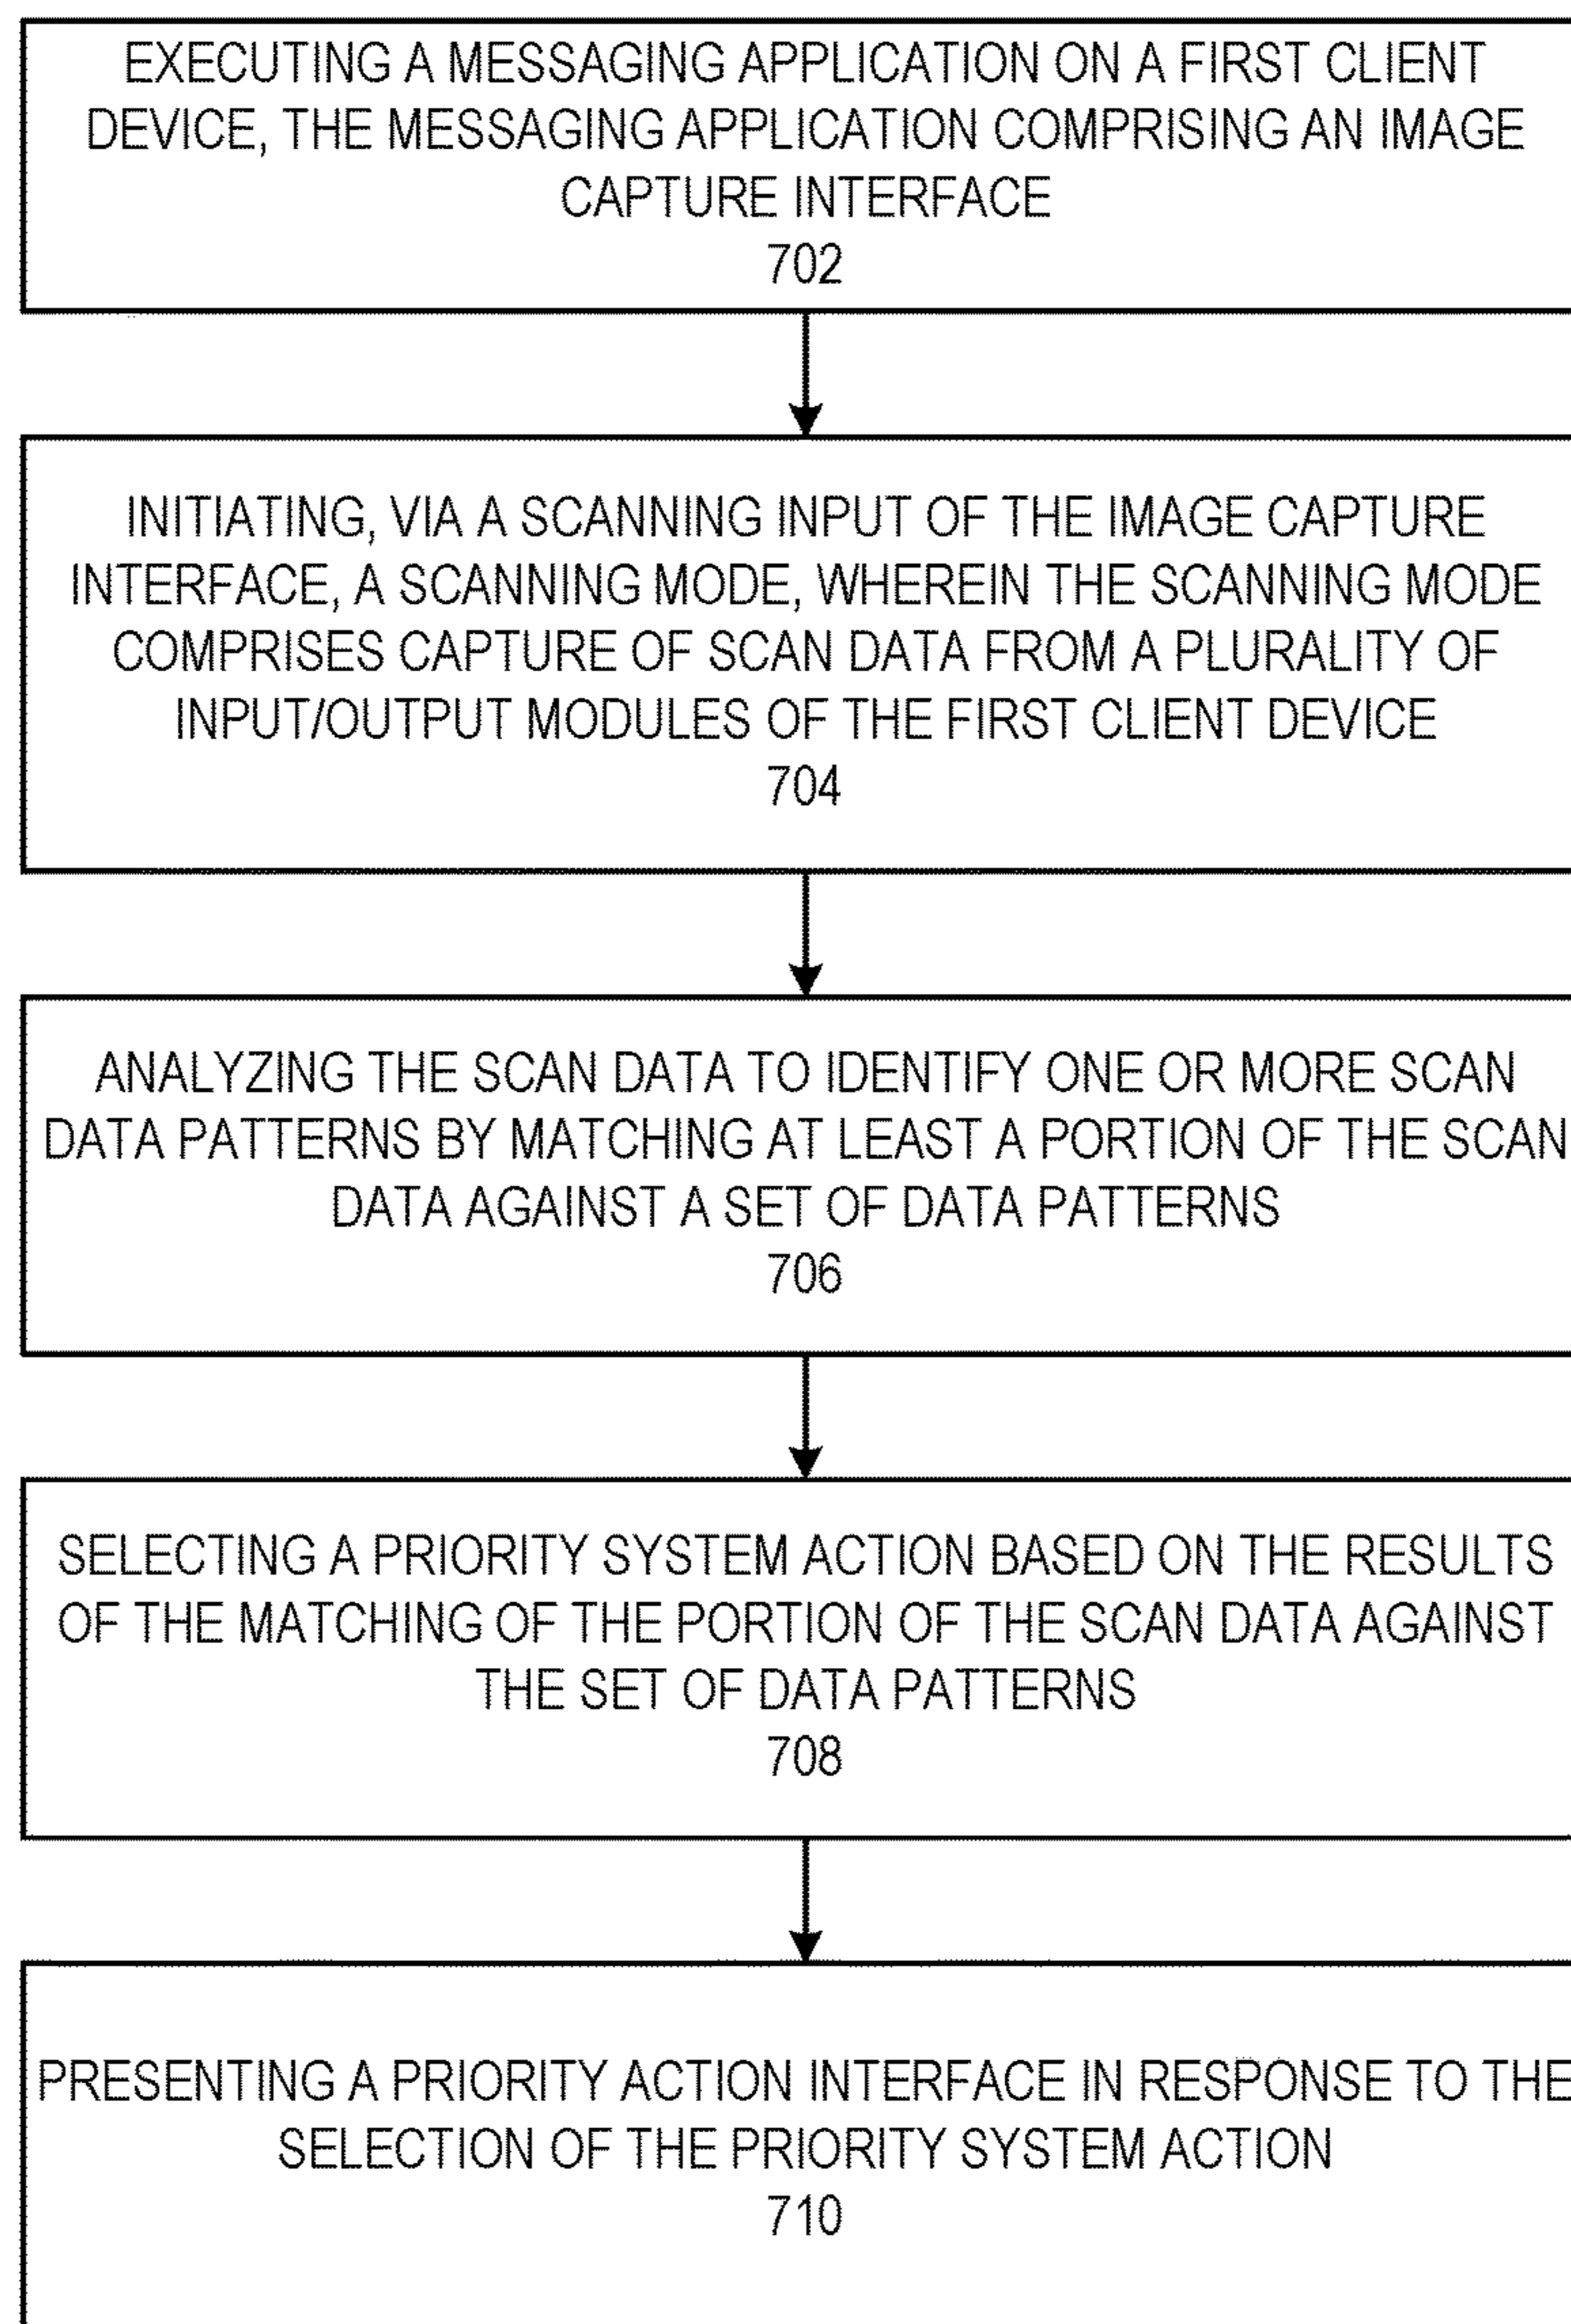 EXECUTING A MESSAGING APPLICATION ON A FIRST CLIENT
DEVICE, THE MESSAGING APPLICATION COMPRISING AN IMAGE
CAPTURE INTERFACE
702
INITIATING, VIA A SCANNING INPUT OF THE IMAGE CAPTURE
INTERFACE, A SCANNING MODE, WHEREIN THE SCANNING MODE
COMPRISES CAPTURE OF SCAN DATA FROM A PLURALITY OF
INPUT/OUTPUT MODULES OF THE FIRST CLIENT DEVICE
704
ANALYZING THE SCAN DATA TO IDENTIFY ONE OR MORE SCAN
DATA PATTERNS BY MATCHING AT LEAST A PORTION OF THE SCAN
DATA AGAINST A SET OF DATA PATTERNS
706
SELECTING A PRIORITY SYSTEM ACTION BASED ON THE RESULTS
OF THE MATCHING OF THE PORTION OF THE SCAN DATA AGAINST
THE SET OF DATA PATTERNS
708
PRESENTING A PRIORITY ACTION INTERFACE IN RESPONSE TO THE
SELECTION OF THE PRIORITY SYSTEM ACTION
710